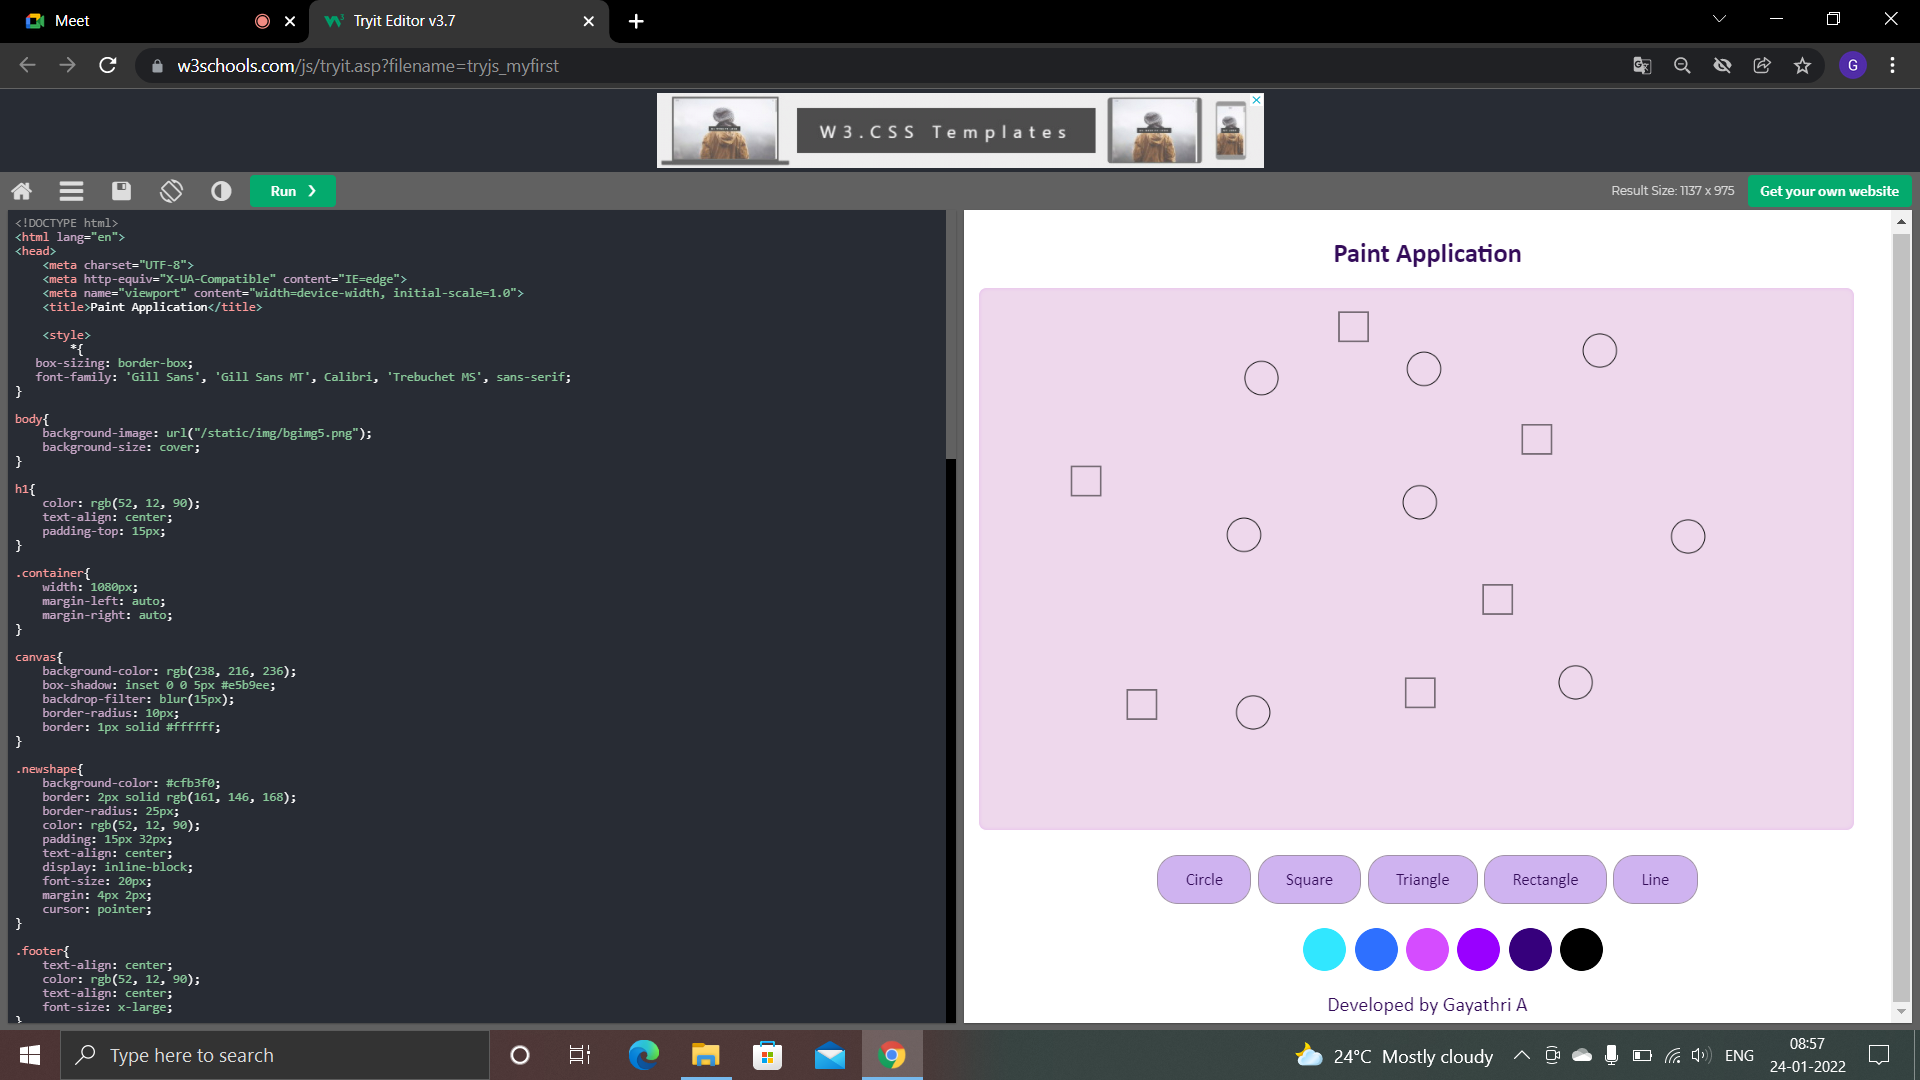 Meet
Tryit Editor v3.7
w3schools.com/js/tryit.asp?filename=tryjs_myfirst
G
W3.CSS Templates
Run
Result Size: 1137 x 975
Get your own website
<!DOCTYPE html>
<html lang="en">
<head>
<meta charset="UTF-8">
<meta http-equiv="X-UA-Compatible" content="IE=edge">
<meta name="viewport" content="width=device-width, initial-scale=1.0">
<title>Paint Application</title>
<style>
*{
box-sizing: border-box;
font-family: 'Gill Sans', 'Gill Sans MT', Calibri, 'Trebuchet MS', sans-serif;
}
body{
background-image: url("/static/img/bgimg5.png");
background-size: cover;
}
h1{
color: rgb(52, 12, 90);
text-align: center;
padding-top: 15px;
}
.container{
width: 1080px;
margin-left: auto;
margin-right: auto;
}
canvas{
background-color: rgb(238, 216, 236);
box-shadow: inset 0 0 5px #e5b9ee;
backdrop-filter: blur(15px);
border-radius: 10px;
border: 1px solid #ffffff;
}
.newshape{
background-color: #cfb3f0;
border: 2px solid rgb(161, 146, 168);
border-radius: 25px;
color: rgb(52, 12, 90);
padding: 15px 32px;
text-align: center;
display: inline-block;
font-size: 20px;
margin: 4px 2px;
cursor: pointer;
}
.footer{
text-align: center;
color: rgb(52, 12, 90);
text-align: center;
font-size: x-large;
}
Paint Application
Circle
Square
Triangle
Rectangle
Line
Developed by Gayathri A
Type here to search
24°C Mostly cloudy
ENG
08:57
24-01-2022